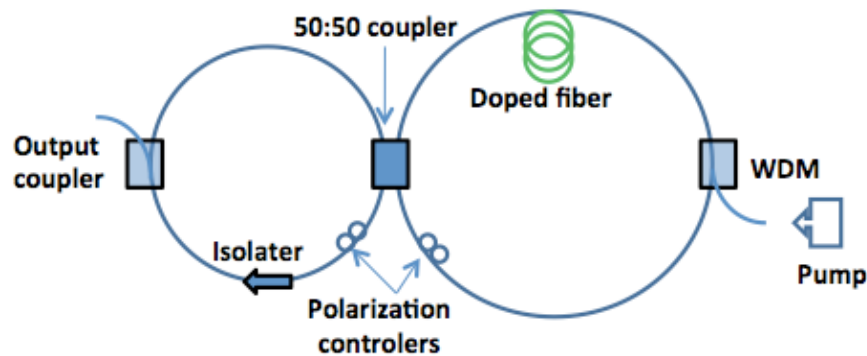 50:50 coupler
Doped fiber
Output
coupler
WDM
Isolater
Pump
Polarization
controlers